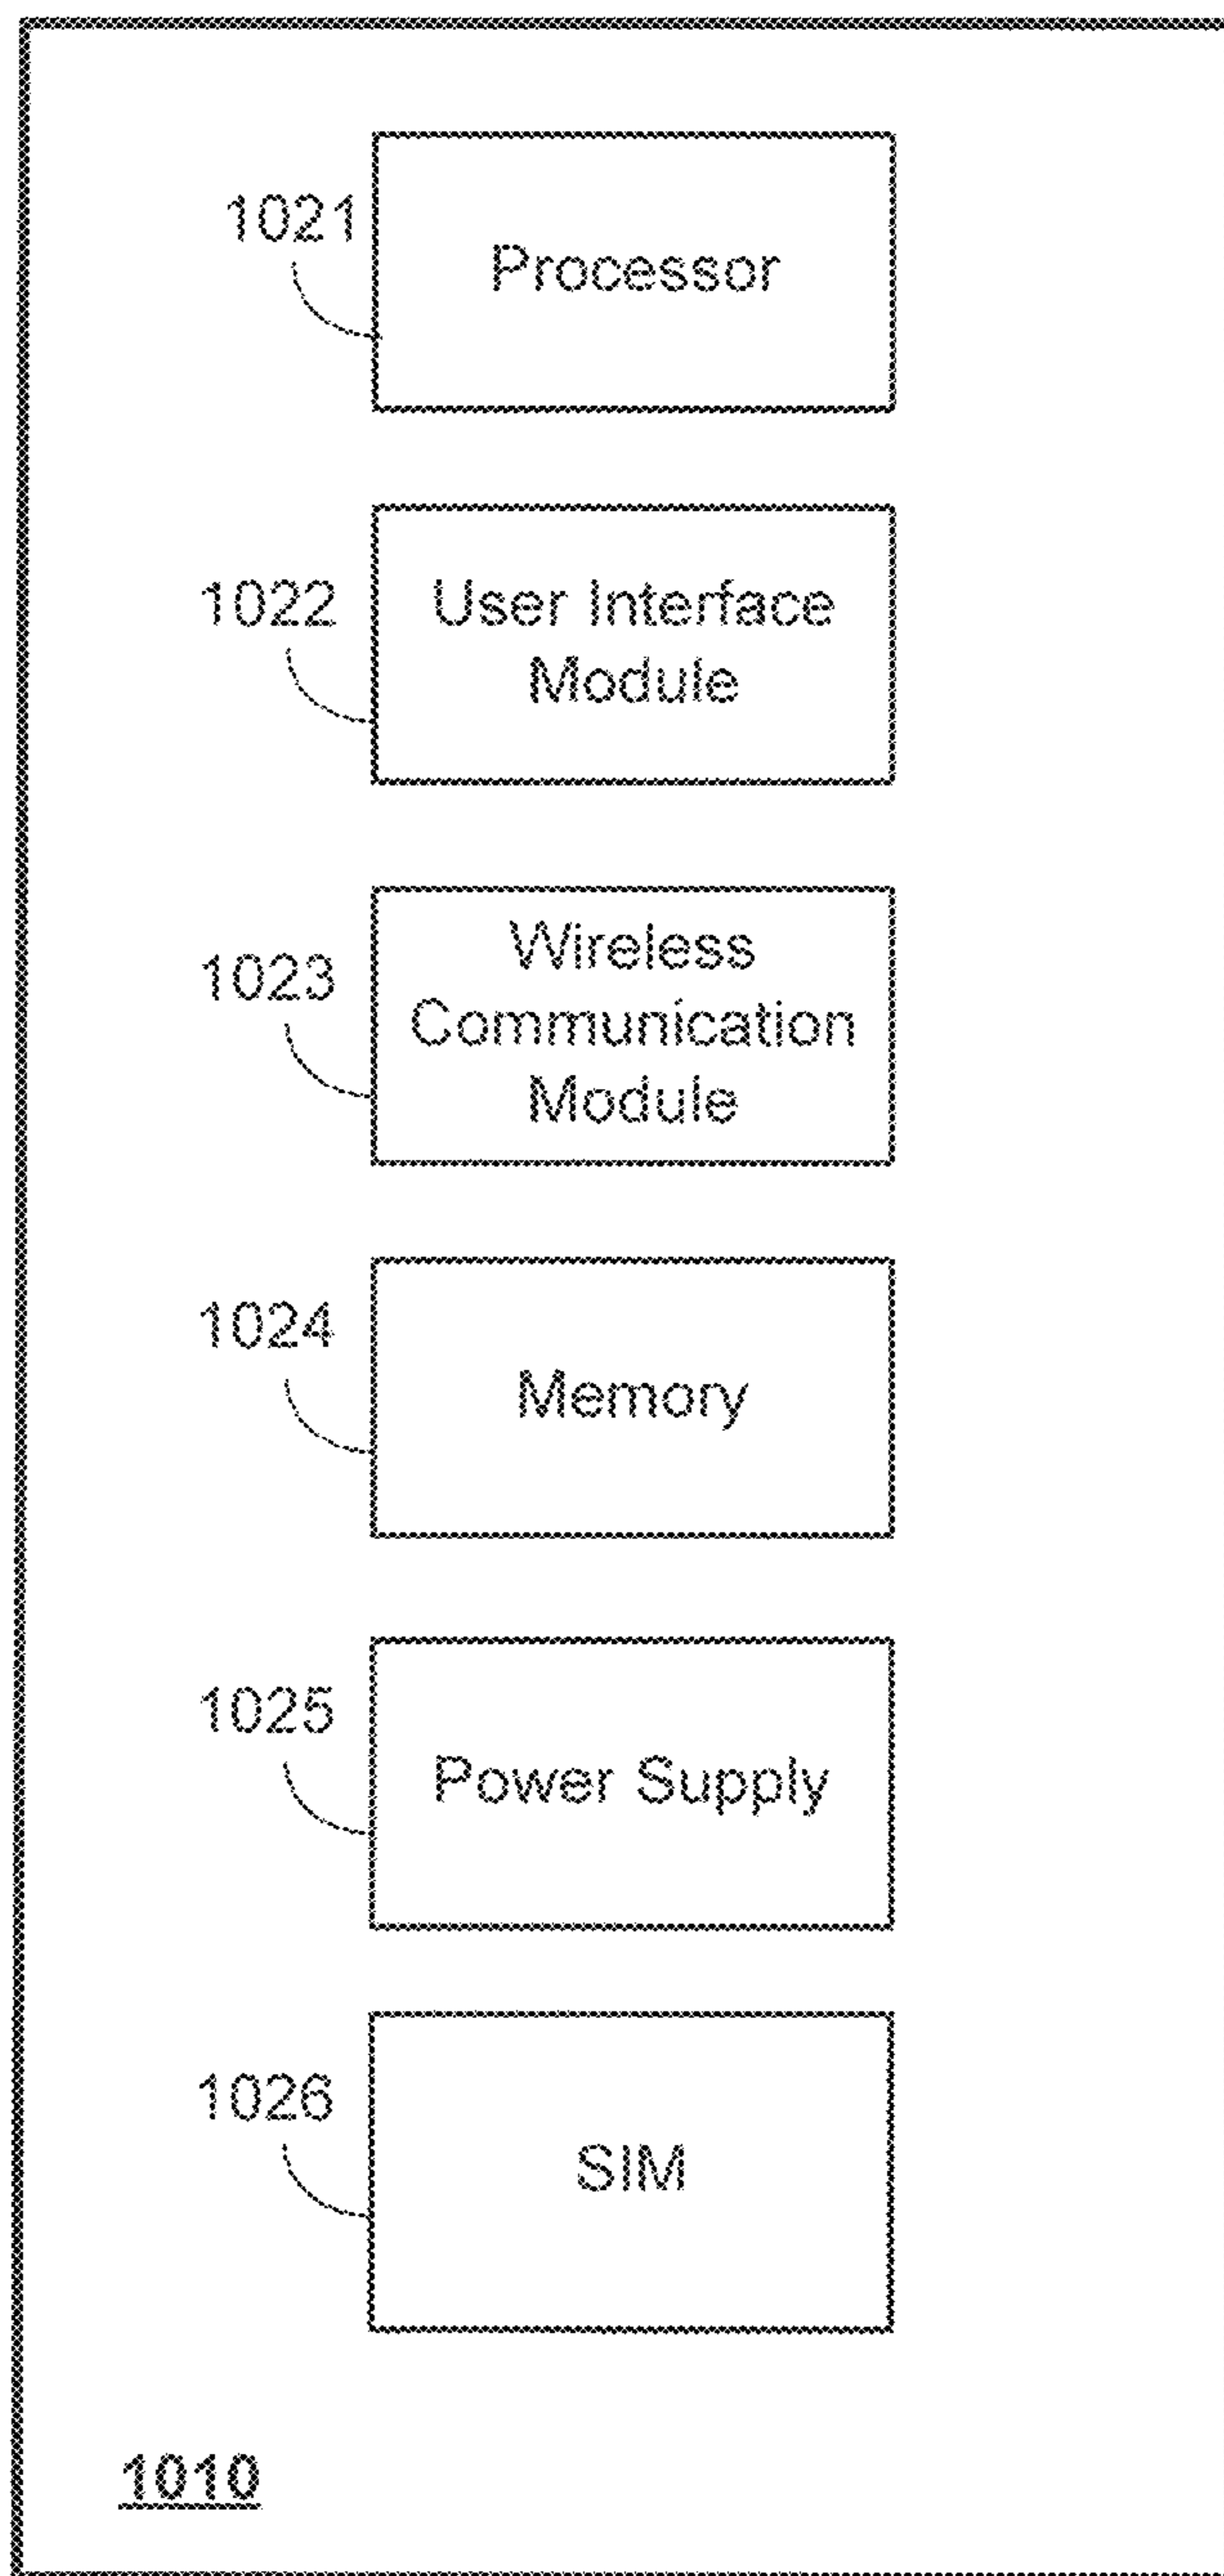 1021
Processor
1022
User Interface
Module
1023
Wireless
Communication
Module
1024
Memory
1025
Power Supply
1026
SIM
1010